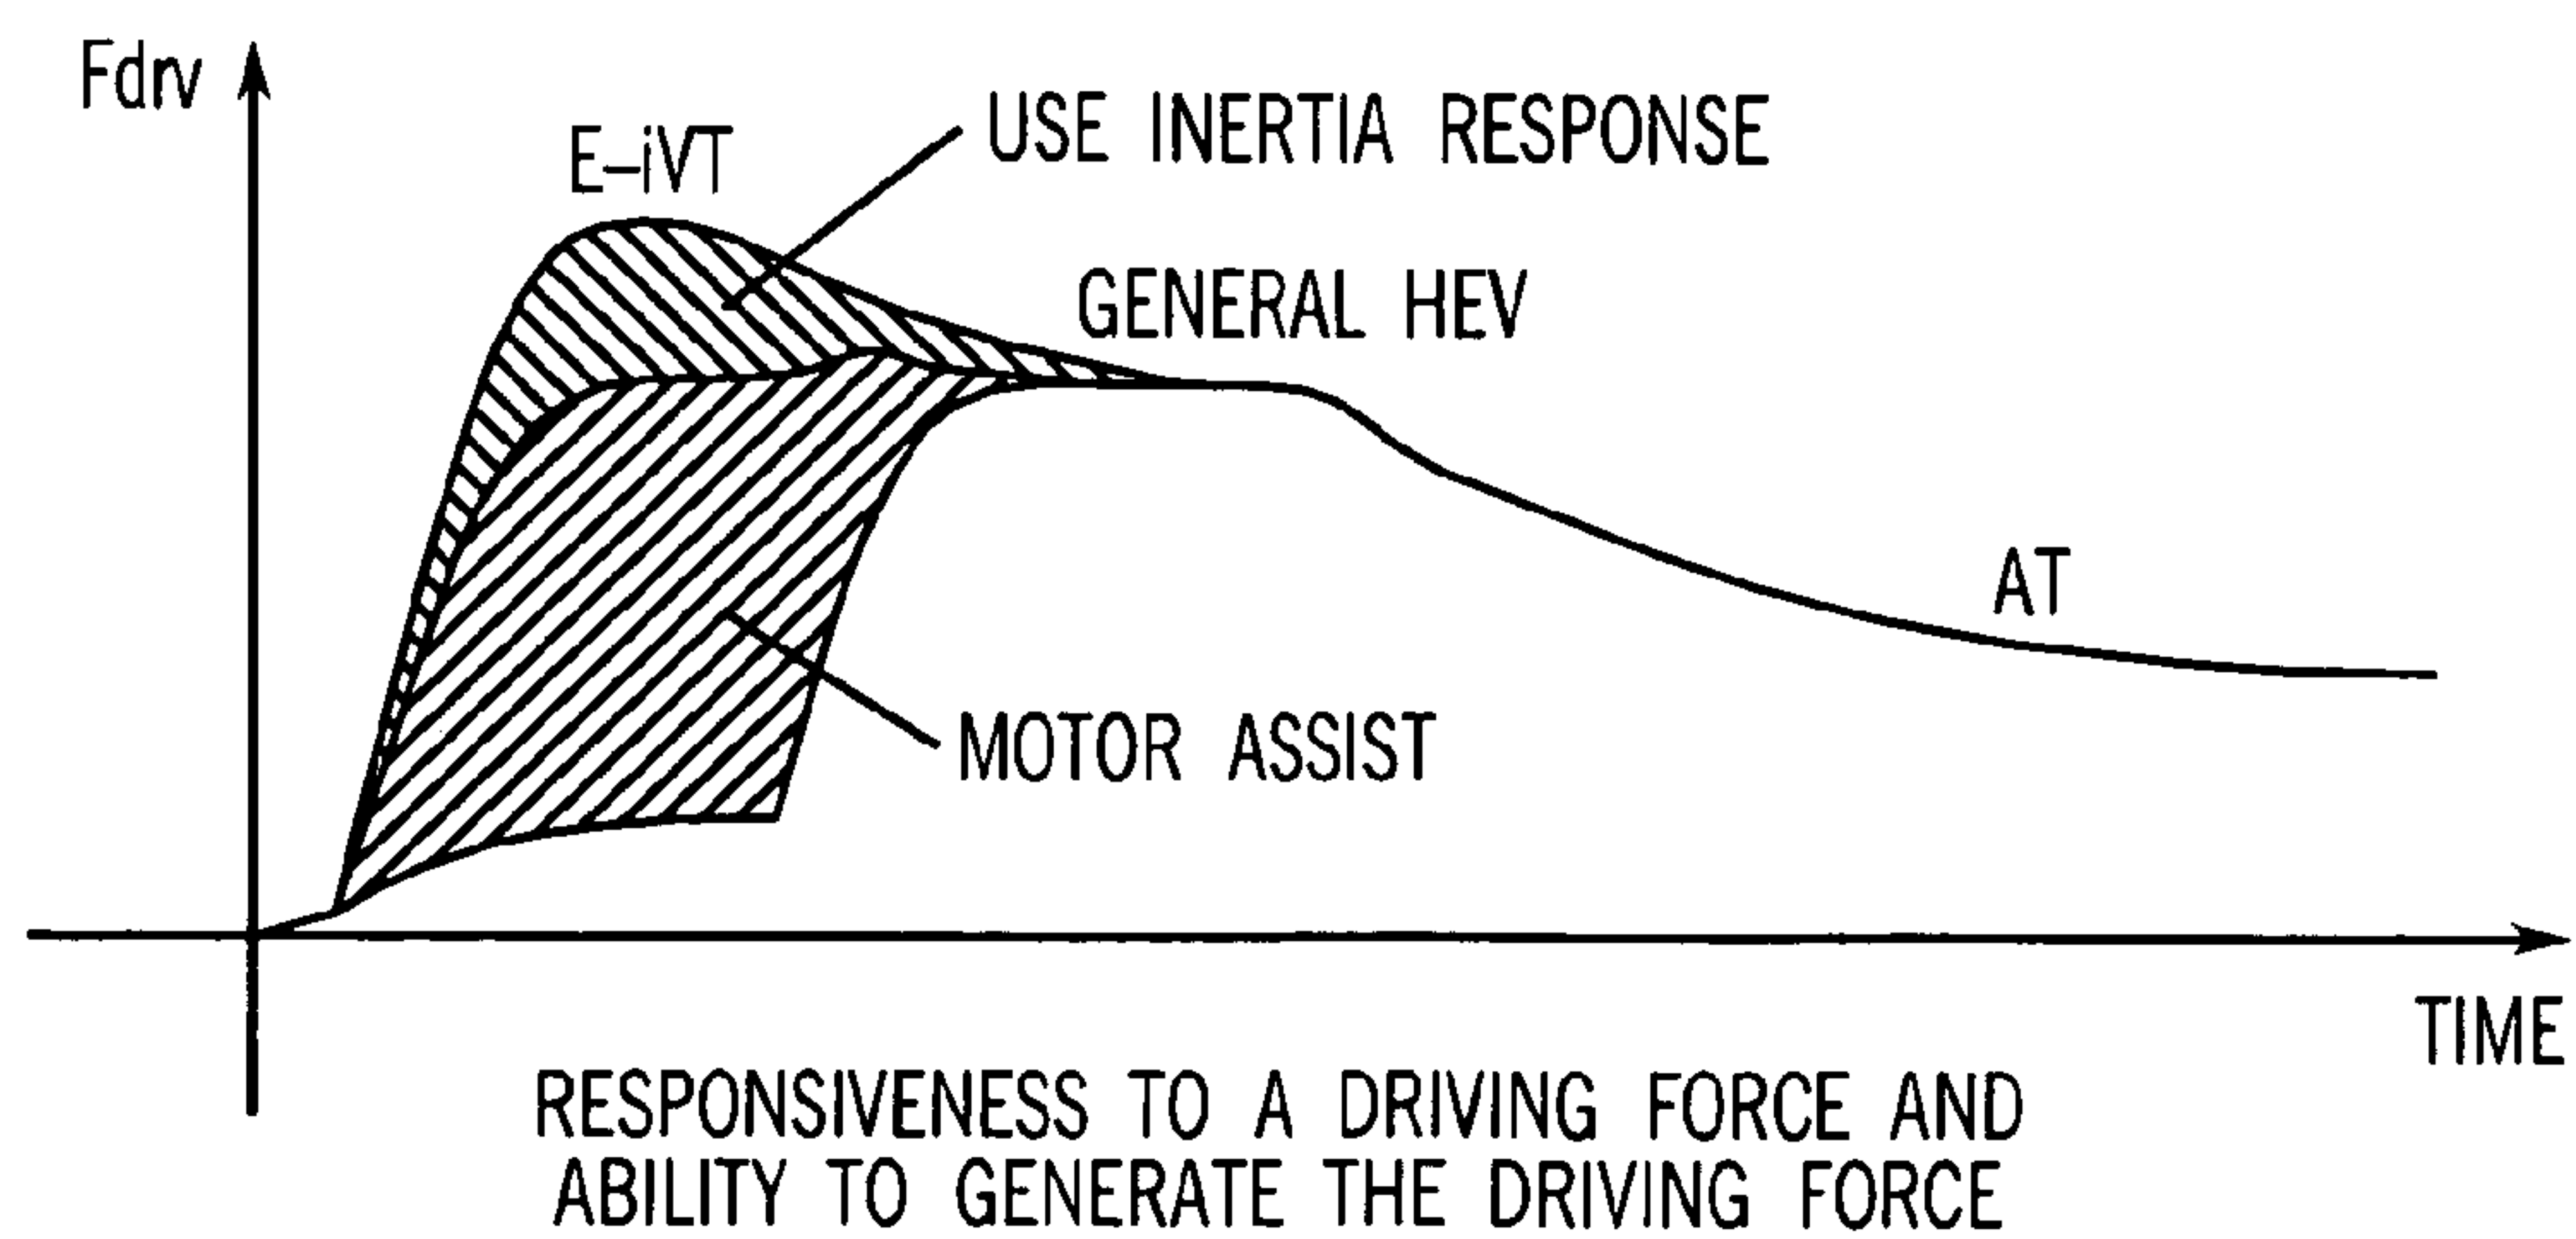 Fdrv
E-iVT
USE INERTIA RESPONSE
GENERAL HEV
AT
MOTOR ASSIST
TIME
RESPONSIVENESS TO A DRIVING FORCE AND
ABILITY TO GENERATE THE DRIVING FORCE